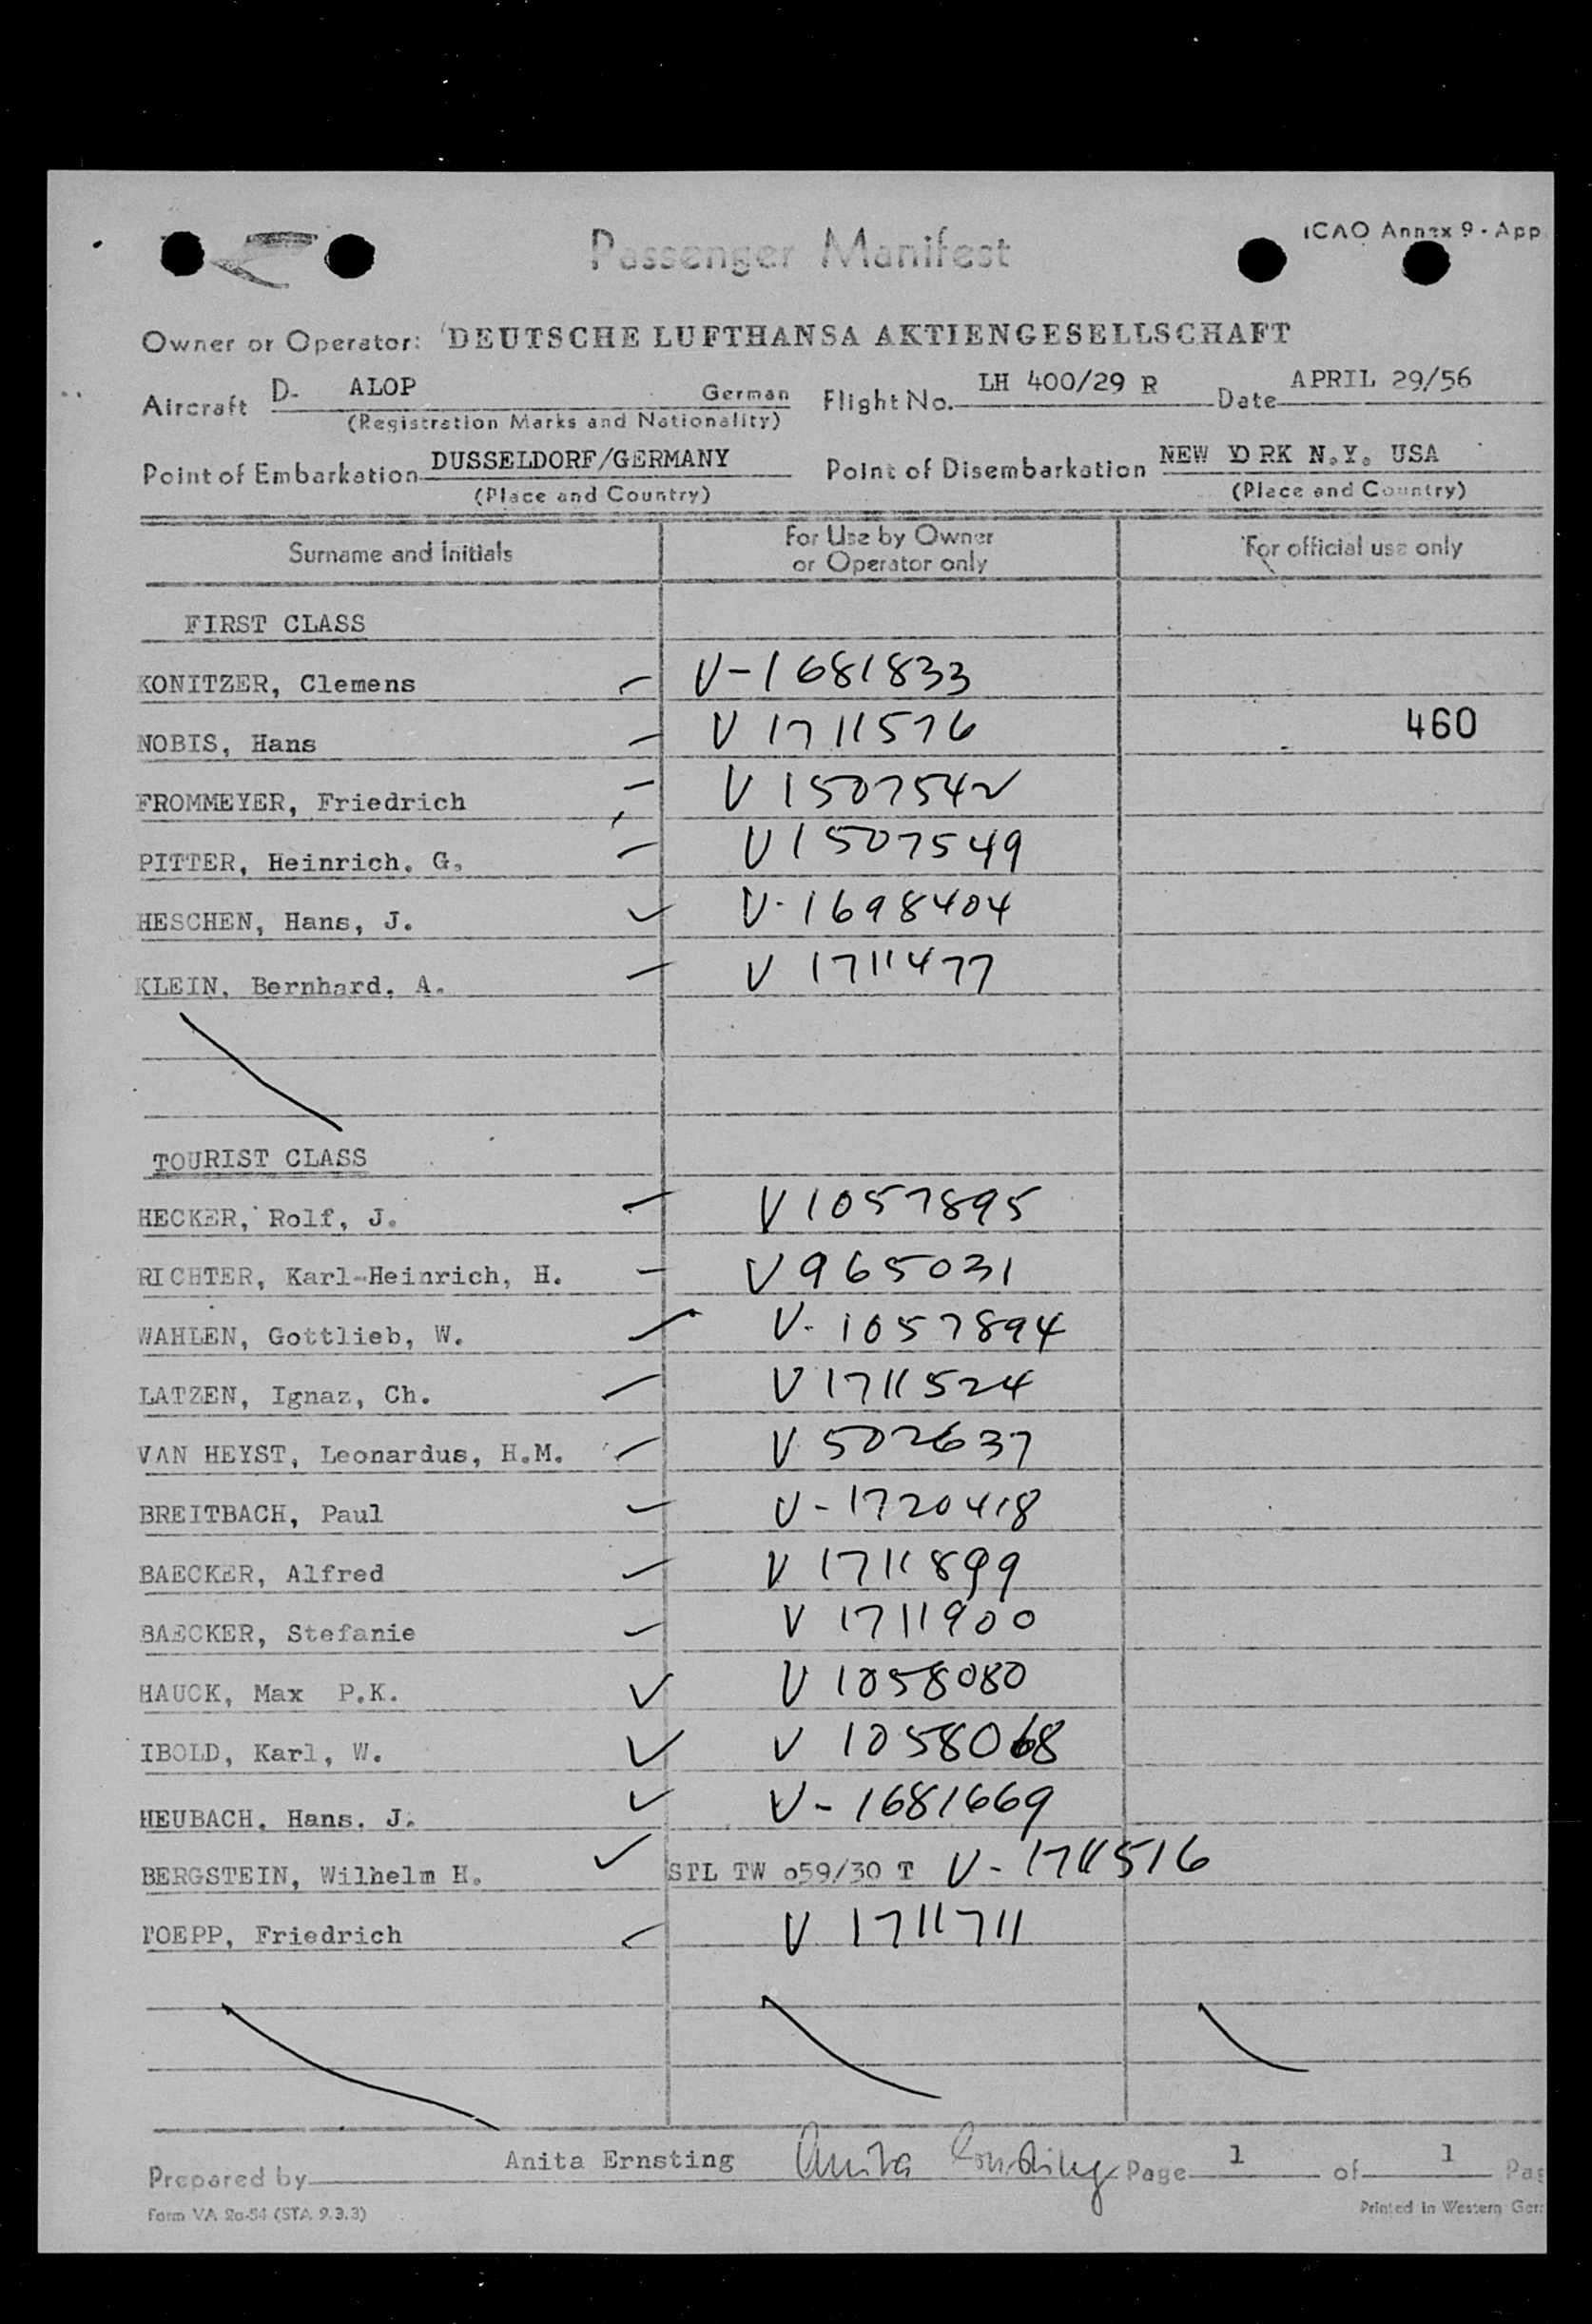 ICAO Annex 9 - App
Passenger Manifest
Owner or Operator: DEUTSCHE LUFTHANSA AKTIENGESELLSCHAFT
Aircraft D- ALOP German Flight No. LH 400/29 R Date APRIL 29/56
(Registration Marks and Nationality)
Point of Embarkation DUSSELDORF/GERMANY Point of Disembarkation NEW YORK N.Y. USA
(Place and Country) (Place and Country)
Surname and Initials For Use by Owner or Operator only For official use only
FIRST CLASS
KONITZER, Clemens V-1681833
NOBIS, Hans V 1711576 460
FROMMEYER, Friedrich V 1507542
PITTER, Heinrich. G. V1507549
HESCHEN, Hans, J. V-1698404
KLEIN, Bernhard. A. V 1711477
TOURIST CLASS
HECKER, Rolf, J. V1057895
RICHTER, Karl-Heinrich, H. V965031
WAHLEN, Gottlieb, W. V-1057894
LATZEN, Ignaz, Ch. V1711524
VAN HEYST, Leonardus, H.M. V 502637
BREITBACH, Paul V-1720418
BAECKER, Alfred V 1711899
BAECKER, Stefanie V 1711900
HAUCK, Max P.K. V 1058080
IBOLD, Karl, W. V 1058068
HEUBACH, Hans. J. V-1681669
BERGSTEIN, Wilhelm H. STL TW 059/30 T V-1711516
POEPP, Friedrich V 1711711
Prepared by Anita Ernsting Anita Ernsting Page 1 of 1 Pag
Form VA 2a-54 (STA 9.3.3) Printed in Western Ger